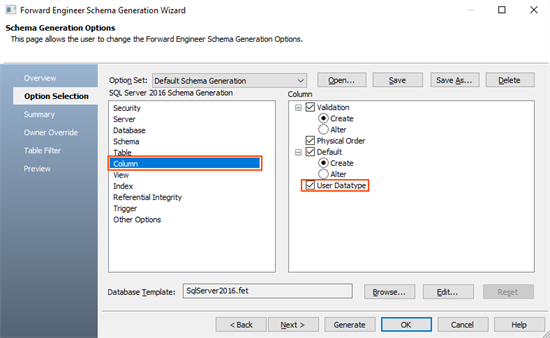 Forward Engineer Schema Generation Wizard
Schema Generation Options
This page allows the user to change the Forward Engineer Schema Generation Options.
Overview
Option Selection
Summary
Owner Override
Table Filter
Preview
Option Set: Default Schema Generation Open... Save Save As... Delete
SQL Server 2016 Schema Generation
Security
Server
Database
Schema
Table
Column
View
Index
Referential Integrity
Trigger
Other Options
Column
Validation
Create
Alter
Physical Order
Default
Create
Alter
User Datatype
Database Template: SqlServer2016.fet Browse... Edit... Reset
< Back Next > Generate OK Cancel Help